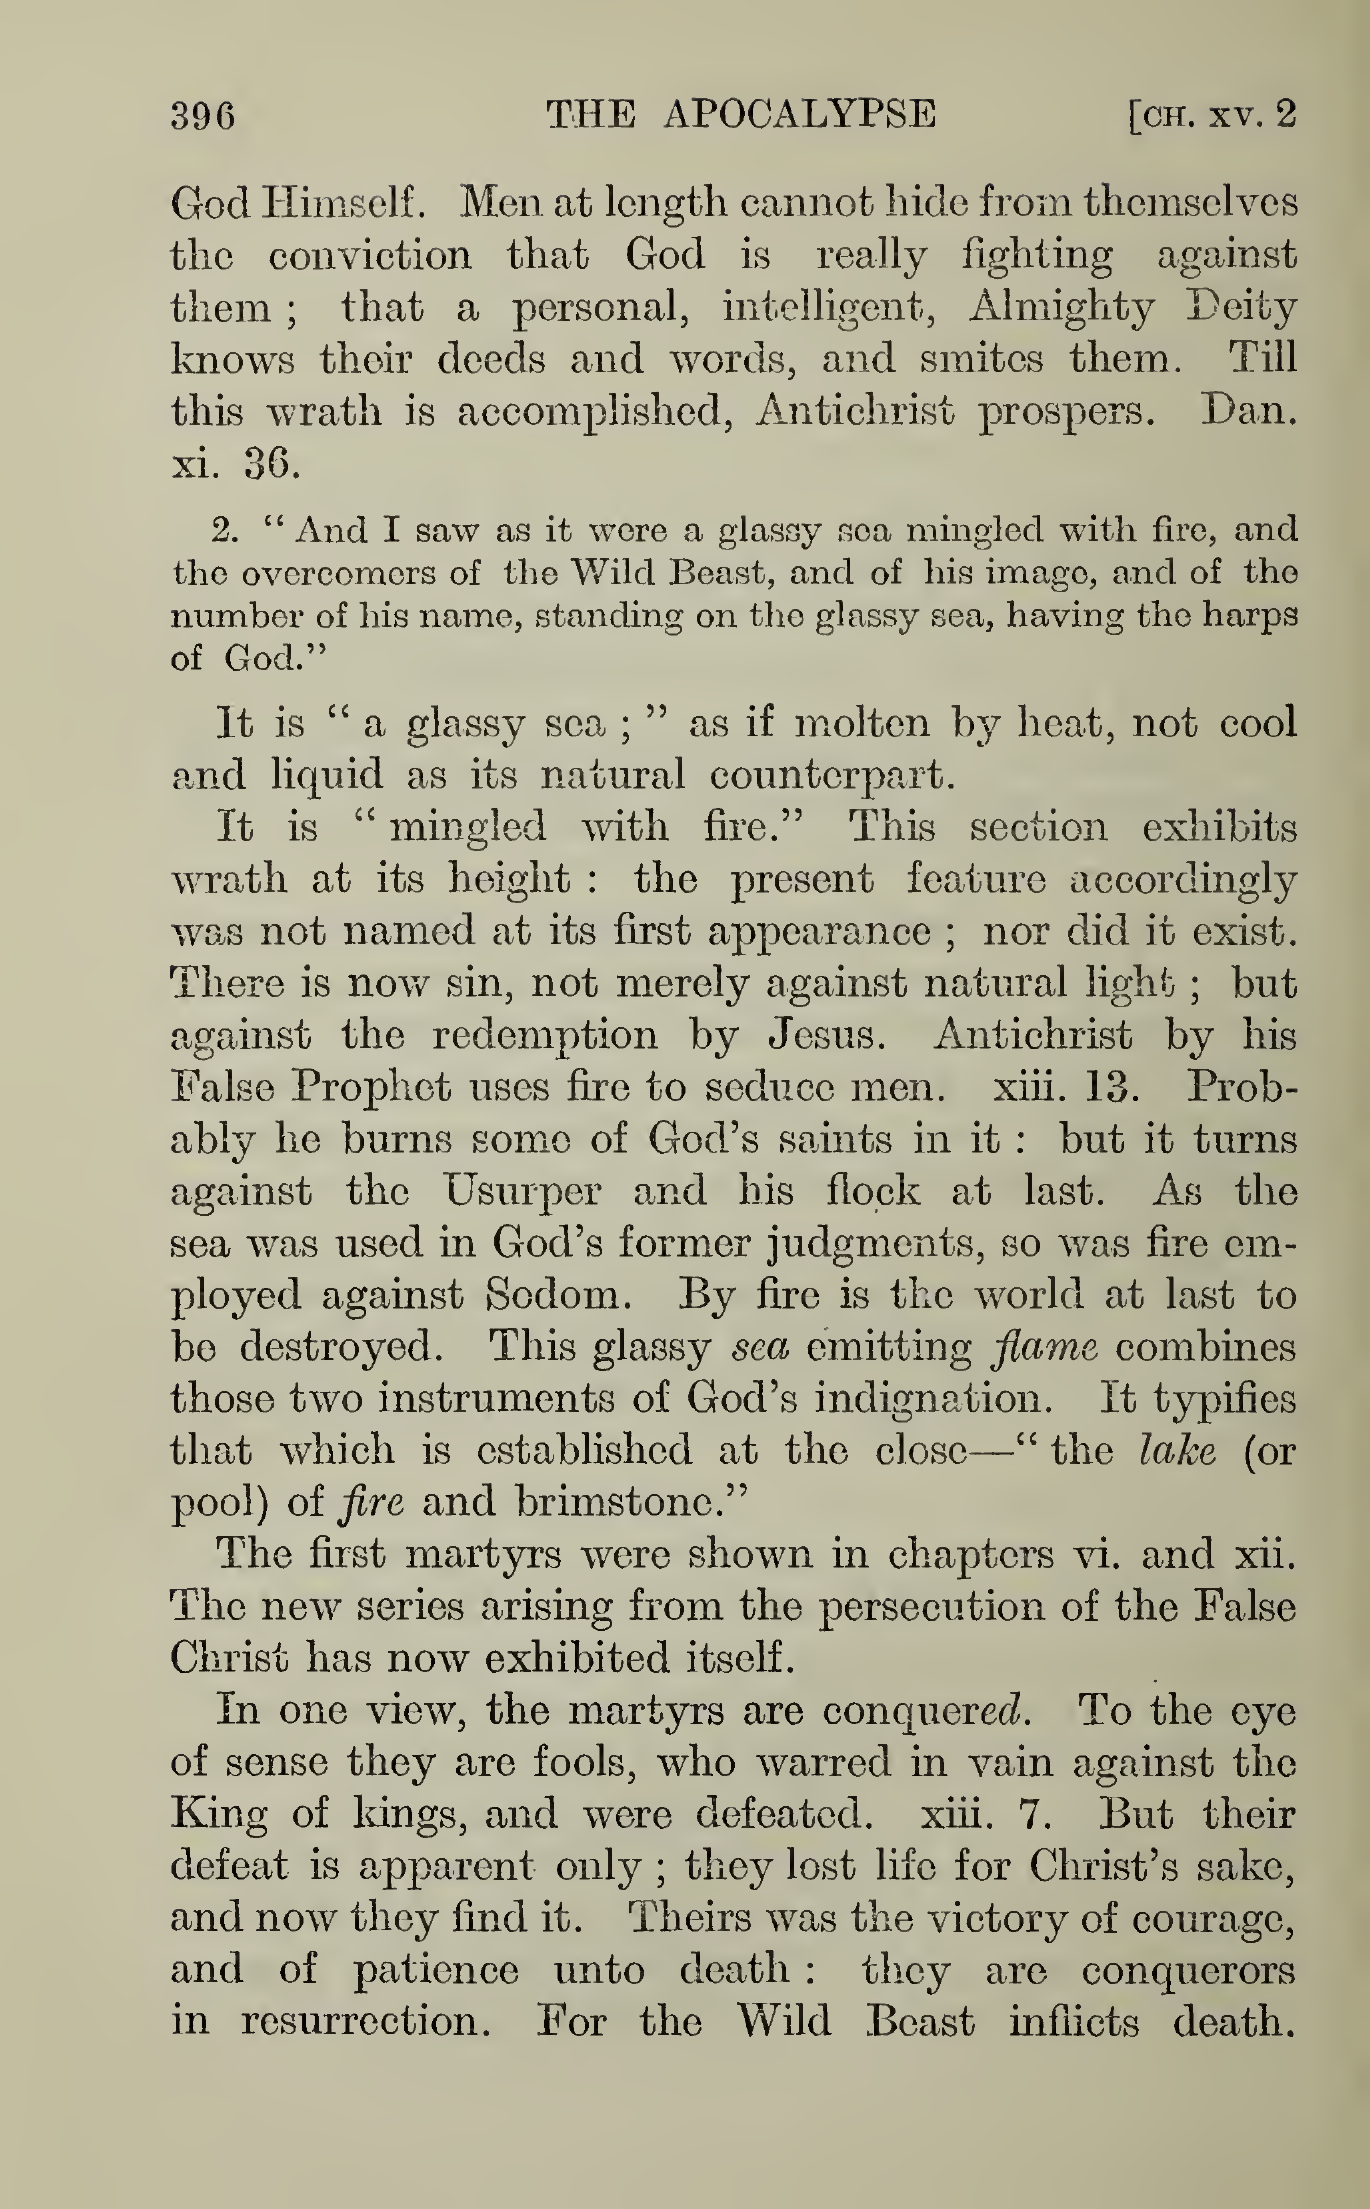 396 THE APOCALYPSE [CH. XV. 2
God Himself. Men at length cannot hide from themselves
the conviction that God is really fighting against
them ; that a personal, intelligent, Almighty Deity
knows their deeds and words, and smites them. Till
this wrath is accomplished, Antichrist prospers. Dan.
xi. 36.
2. “ And I saw as it were a glassy sea mingled with fire, and
the overcomers of the Wild Beast, and of his image, and of the
number of his name, standing on the glassy sea, having the harps
of God.”
It is “ a glassy sea ; ” as if molten by heat, not cool
and liquid as its natural counterpart.
It is “ mingled with fire.” This section exhibits
wrath at its height : the present feature accordingly
was not named at its first appearance ; nor did it exist.
There is now sin, not merely against natural light ; but
against the redemption by Jesus. Antichrist by his
False Prophet uses fire to seduce men. xiii. 13. Prob-
ably he burns some of God’s saints in it : but it turns
against the Usurper and his flock at last. As the
sea was used in God’s former judgments, so was fire em-
ployed against Sodom. By fire is the world at last to
be destroyed. This glassy sea emitting flame combines
those two instruments of God’s indignation. It typifies
that which is established at the close—“ the lake (or
pool) of fire and brimstone.”
The first martyrs were shown in chapters vi. and xii.
The new series arising from the persecution of the False
Christ has now exhibited itself.
In one view, the martyrs are conquered. To the eye
of sense they are fools, who warred in vain against the
King of kings, and were defeated. xiii. 7. But their
defeat is apparent only ; they lost life for Christ’s sake,
and now they find it. Theirs was the victory of courage,
and of patience unto death : they are conquerors
in resurrection. For the Wild Beast inflicts death.